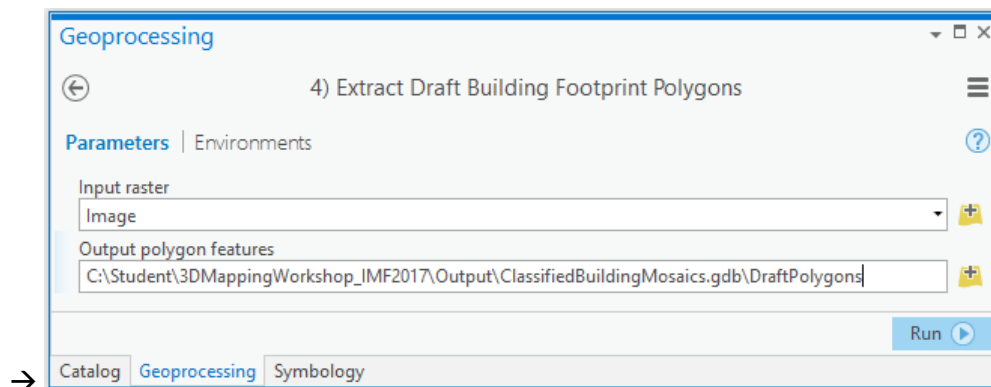 Geoprocessing
4) Extract Draft Building Footprint Polygons
Parameters | Environments
Input raster
Image
Output polygon features
C:\Student\3DMappingWorkshop_IMF2017\Output\ClassifiedBuildingMosaics.gdb\DraftPolygons
Run
→ Catalog Geoprocessing Symbology